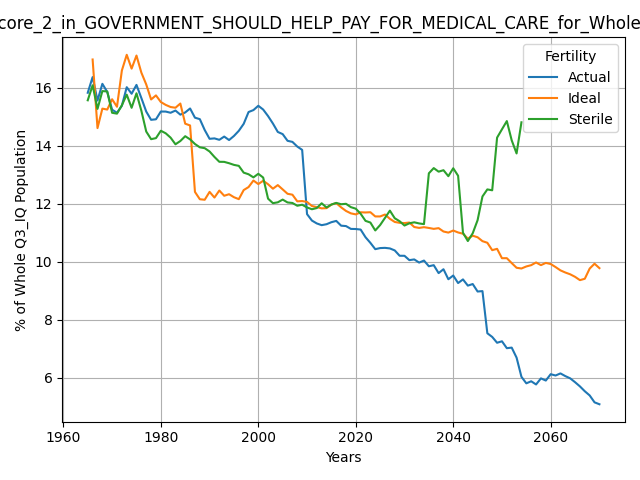 core_2_in_GOVERNMENT_SHOULD_HELP_PAY_FOR_MEDICAL_CARE_for_Whole
Fertility
Actual
Ideal
Sterile
% of Whole Q3_IQ Population
16
14
12
10
8
6
1960
1980
2000
2020
2040
2060
Years